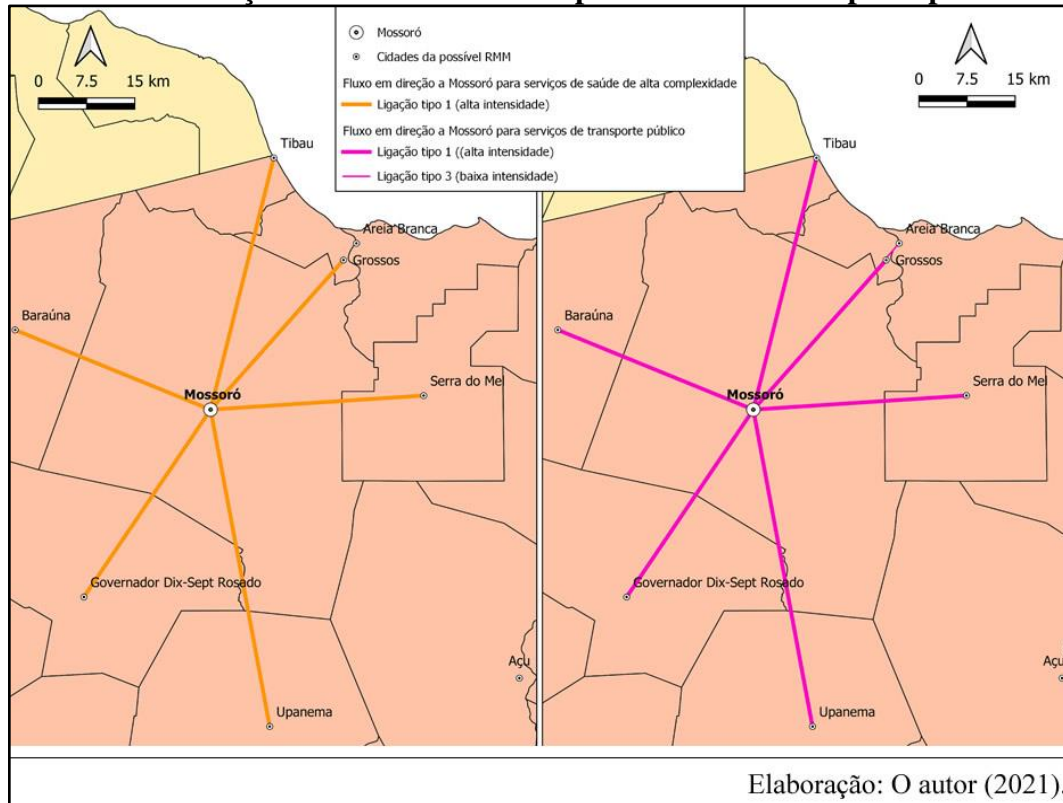 Mossoró
Cidades da possível RMM
Fluxo em direção a Mossoró para serviços de saúde de alta complexidade
Ligação tipo 1 (alta intensidade)
Fluxo em direção a Mossoró para serviços de transporte público
Ligação tipo 1 ((alta intensidade)
Ligação tipo 3 (baixa intensidade)
0 7.5 15 km
Tibau
Areia Branca
Grossos
Baraúna
Serra do Mel
Mossoró
Governador Dix-Sept Rosado
Açu
Upanema
0 7.5 15 km
Tibau
Areia Branca
Grossos
Baraúna
Serra do Mel
Mossoró
Governador Dix-Sept Rosado
Açu
Upanema
Elaboração: O autor (2021)